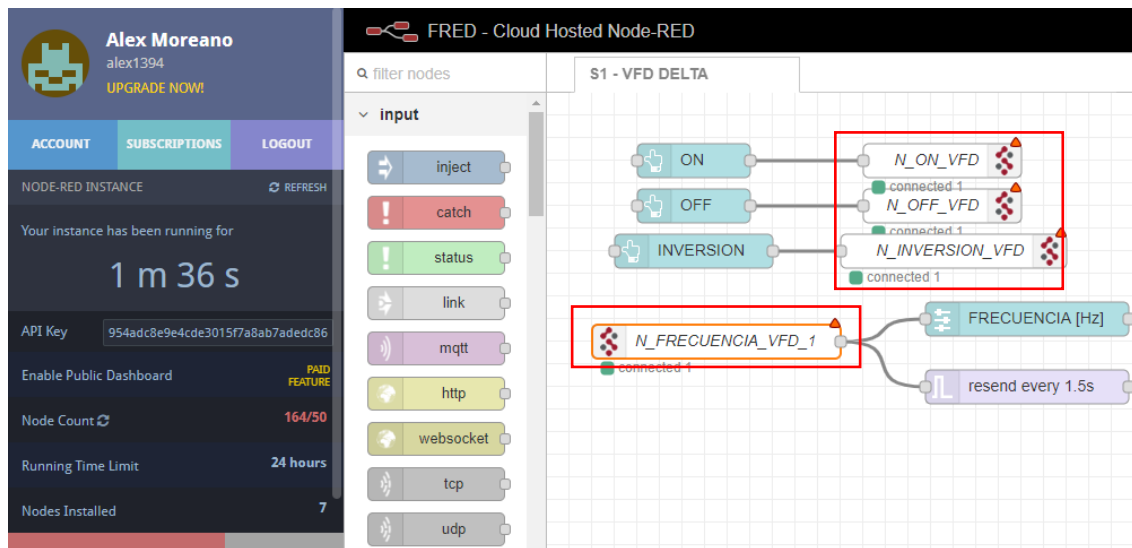 Alex Moreano
alex1394
UPGRADE NOW!
ACCOUNT SUBSCRIPTIONS LOGOUT
NODE-RED INSTANCE REFRESH
Your instance has been running for
1 m 36 s
API Key 954adc8e9e4cde3015f7a8ab7adedc86
Enable Public Dashboard PAID FEATURE
Node Count 164/50
Running Time Limit 24 hours
Nodes Installed 7
FRED - Cloud Hosted Node-RED
filter nodes
input
inject
catch
status
link
mqtt
http
websocket
tcp
udp
S1 - VFD DELTA
ON N_ON_VFD
connected 1
OFF N_OFF_VFD
connected 1
INVERSION N_INVERSION_VFD
connected 1
FRECUENCIA [Hz]
N_FRECUENCIA_VFD_1
connected 1
resend every 1.5s